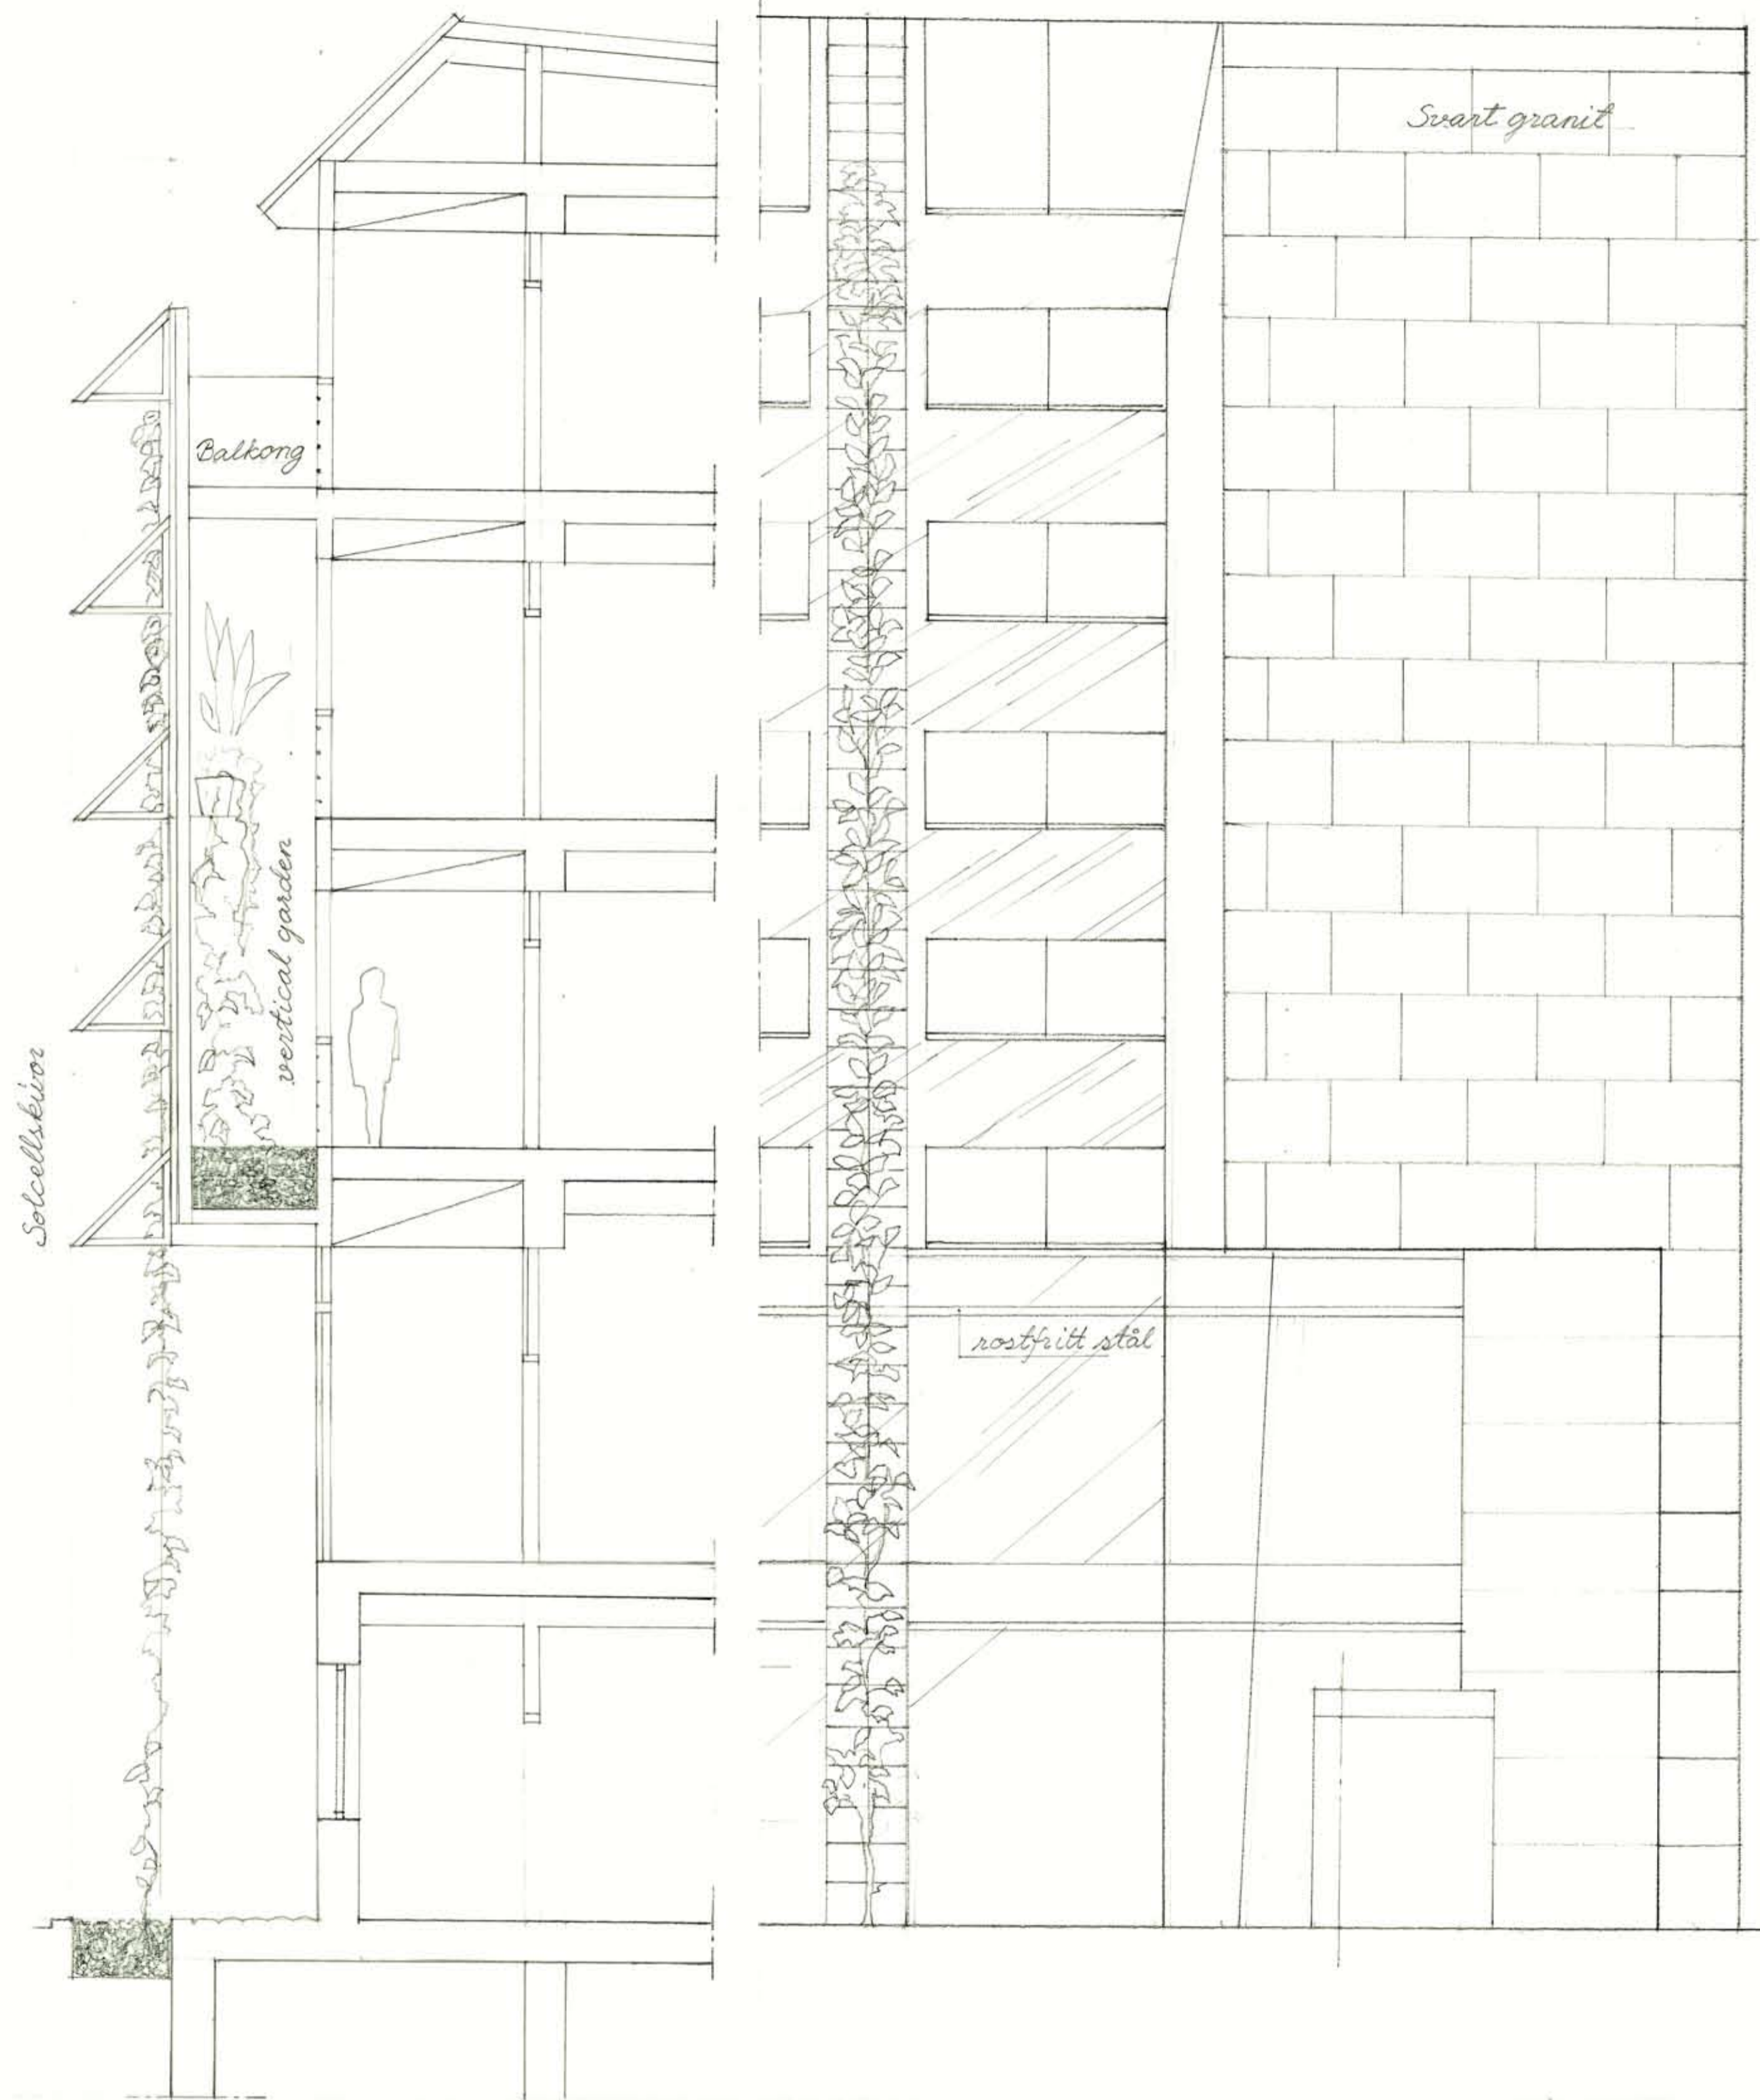 Svart granit
Balkong
vertical garden
Solcellskivor
rostfritt stål